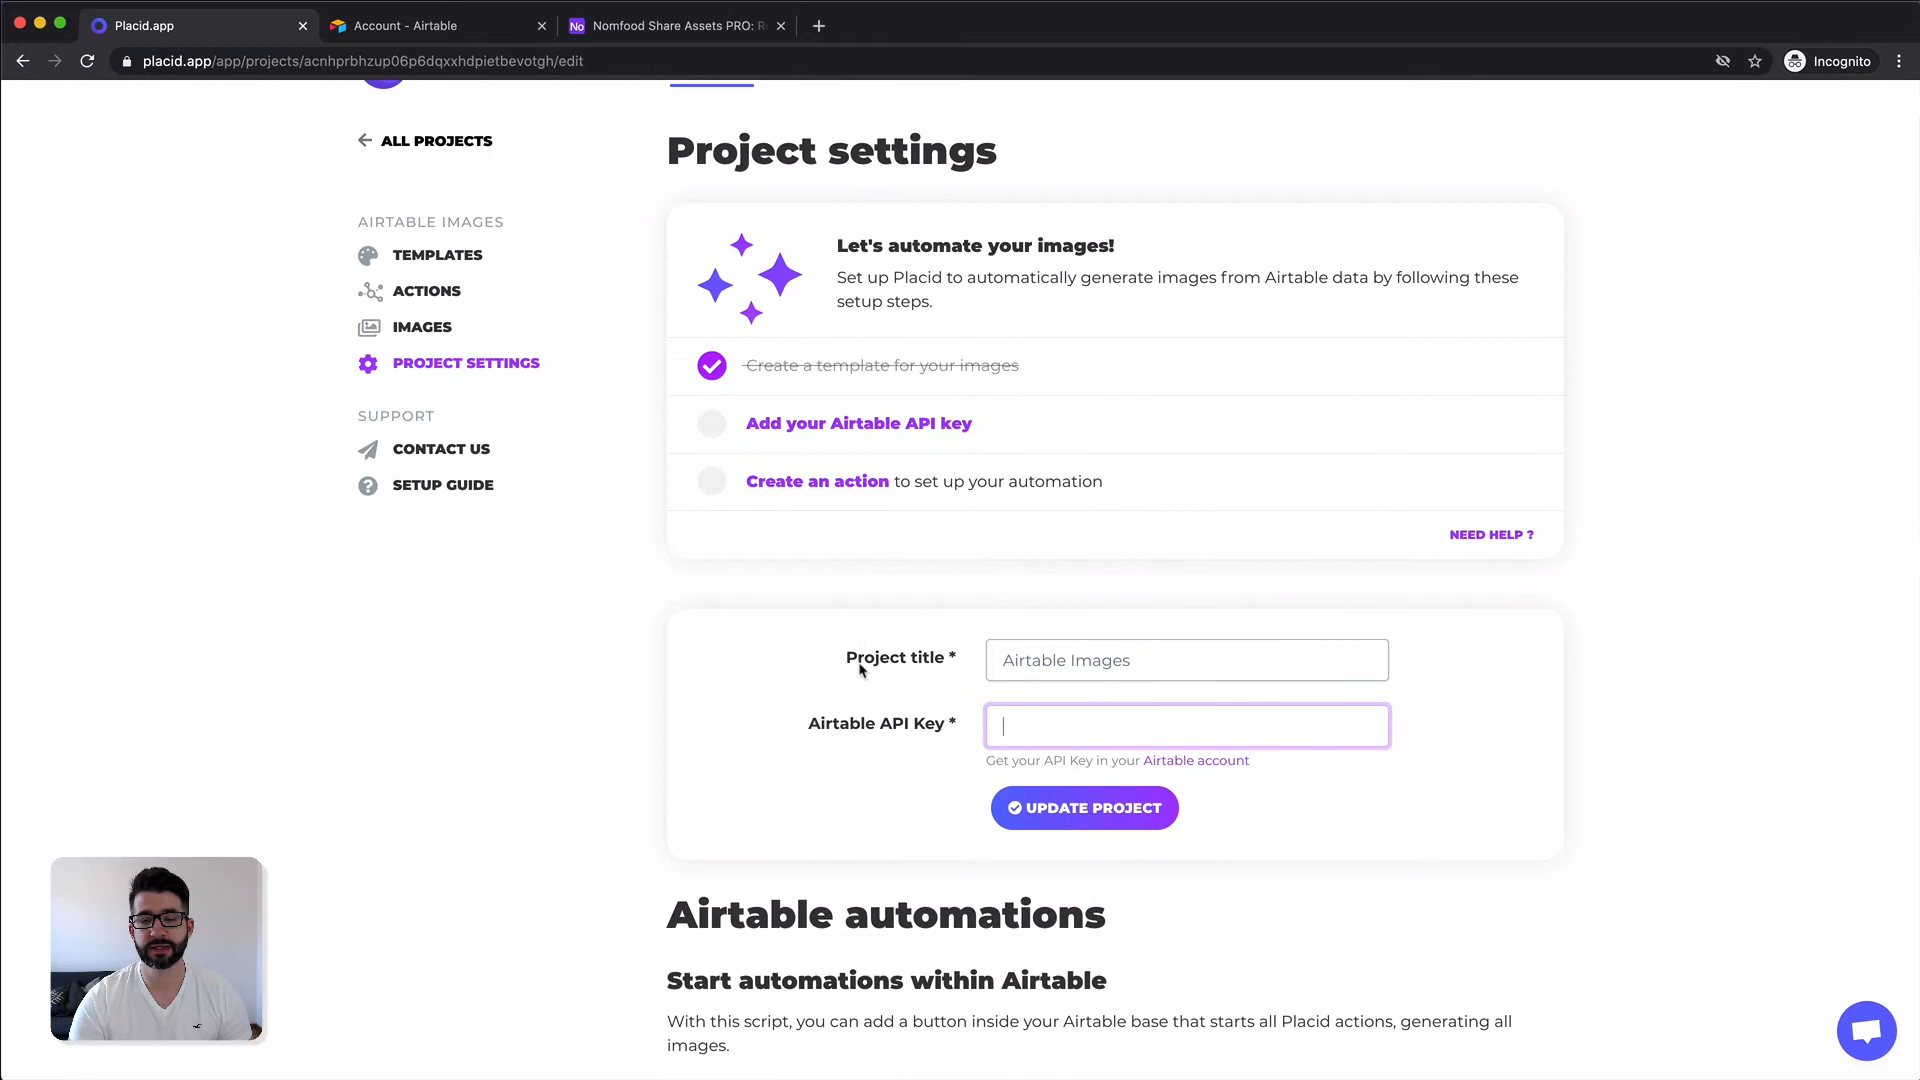 Placid.app
Account - Airtable
No Nomfood Share Assets PRO: R
placid.app/app/projects/acnhprbhzup06p6dqxxhdpietbevotgh/edit
Incognito
ALL PROJECTS
AIRTABLE IMAGES
TEMPLATES
ACTIONS
IMAGES
PROJECT SETTINGS
SUPPORT
CONTACT US
SETUP GUIDE
Project settings
Let's automate your images!
Set up Placid to automatically generate images from Airtable data by following these
setup steps.
Create a template for your images
Add your Airtable API key
Create an action to set up your automation
NEED HELP ?
Project title *
Airtable Images
Airtable API Key *
Get your API Key in your Airtable account
UPDATE PROJECT
Airtable automations
Start automations within Airtable
With this script, you can add a button inside your Airtable base that starts all Placid actions, generating all
images.